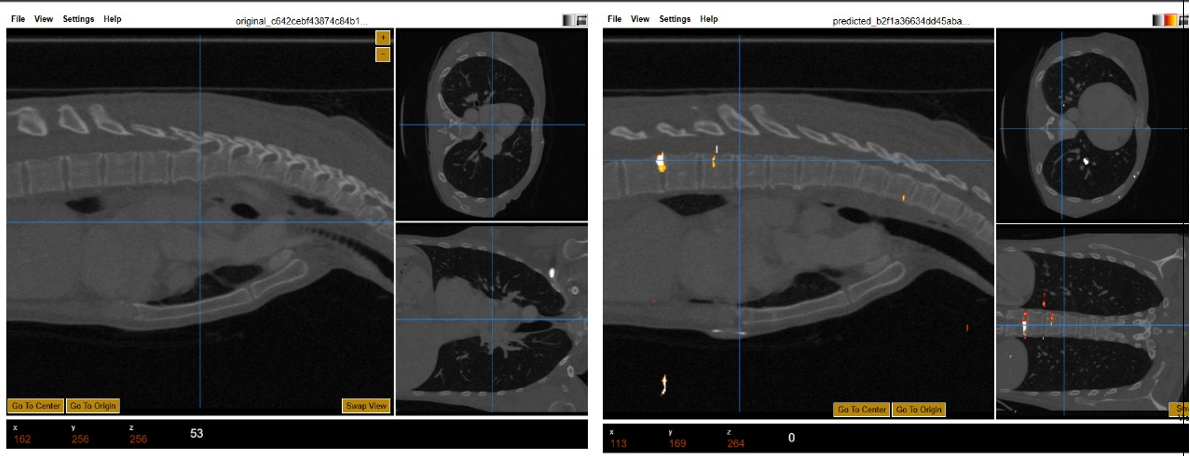 File View Settings Help original_c642cebf43874c84b1...
+
-
Go To Center Go To Origin Swap View
x y z 53
162 256 256
File View Settings Help predicted_b2f1a36634dd45aba...
Go To Center Go To Origin
x y z 0
113 169 264